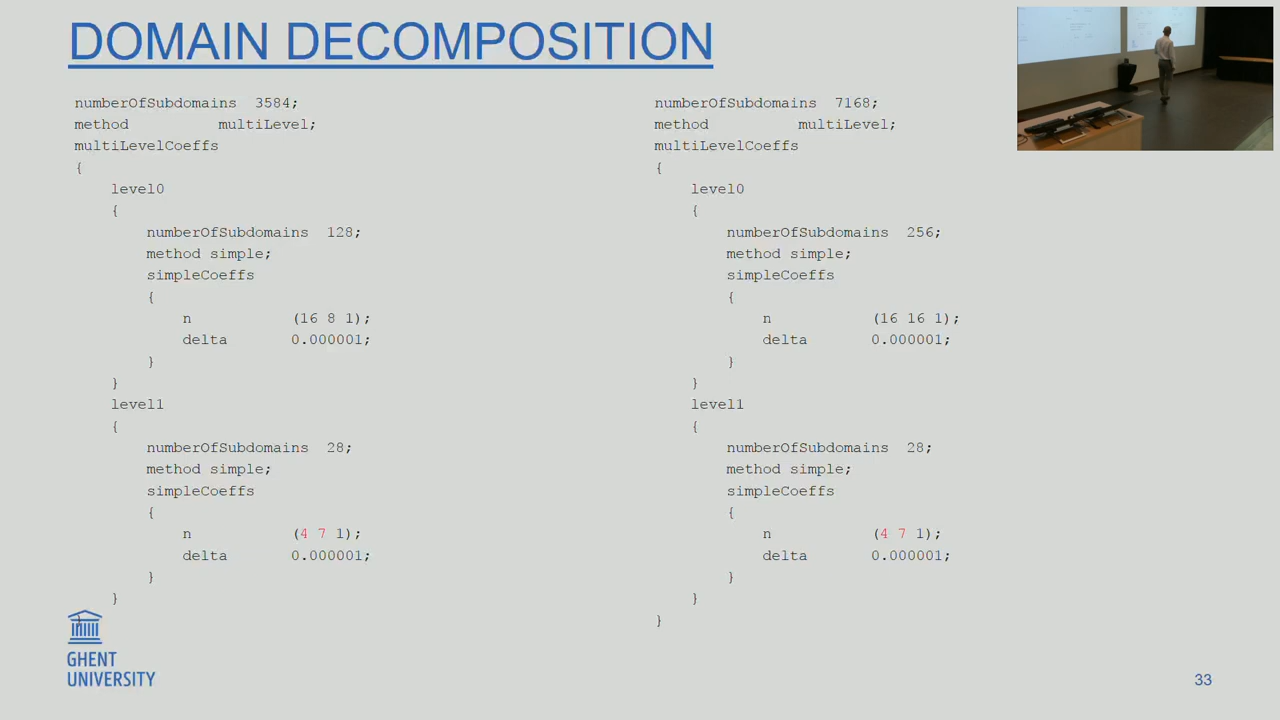 DOMAIN DECOMPOSITION
numberOfSubdomains 3584;
method multiLevel;
multiLevelCoeffs
{
level0
{
numberOfSubdomains 128;
method simple;
simpleCoeffs
{
n (16 8 1);
delta 0.000001;
}
}
level1
{
numberOfSubdomains 28;
method simple;
simpleCoeffs
{
n (4 7 1);
delta 0.000001;
}
}
}
numberOfSubdomains 7168;
method multiLevel;
multiLevelCoeffs
{
level0
{
numberOfSubdomains 256;
method simple;
simpleCoeffs
{
n (16 16 1);
delta 0.000001;
}
}
level1
{
numberOfSubdomains 28;
method simple;
simpleCoeffs
{
n (4 7 1);
delta 0.000001;
}
}
}
GHENT
UNIVERSITY
33